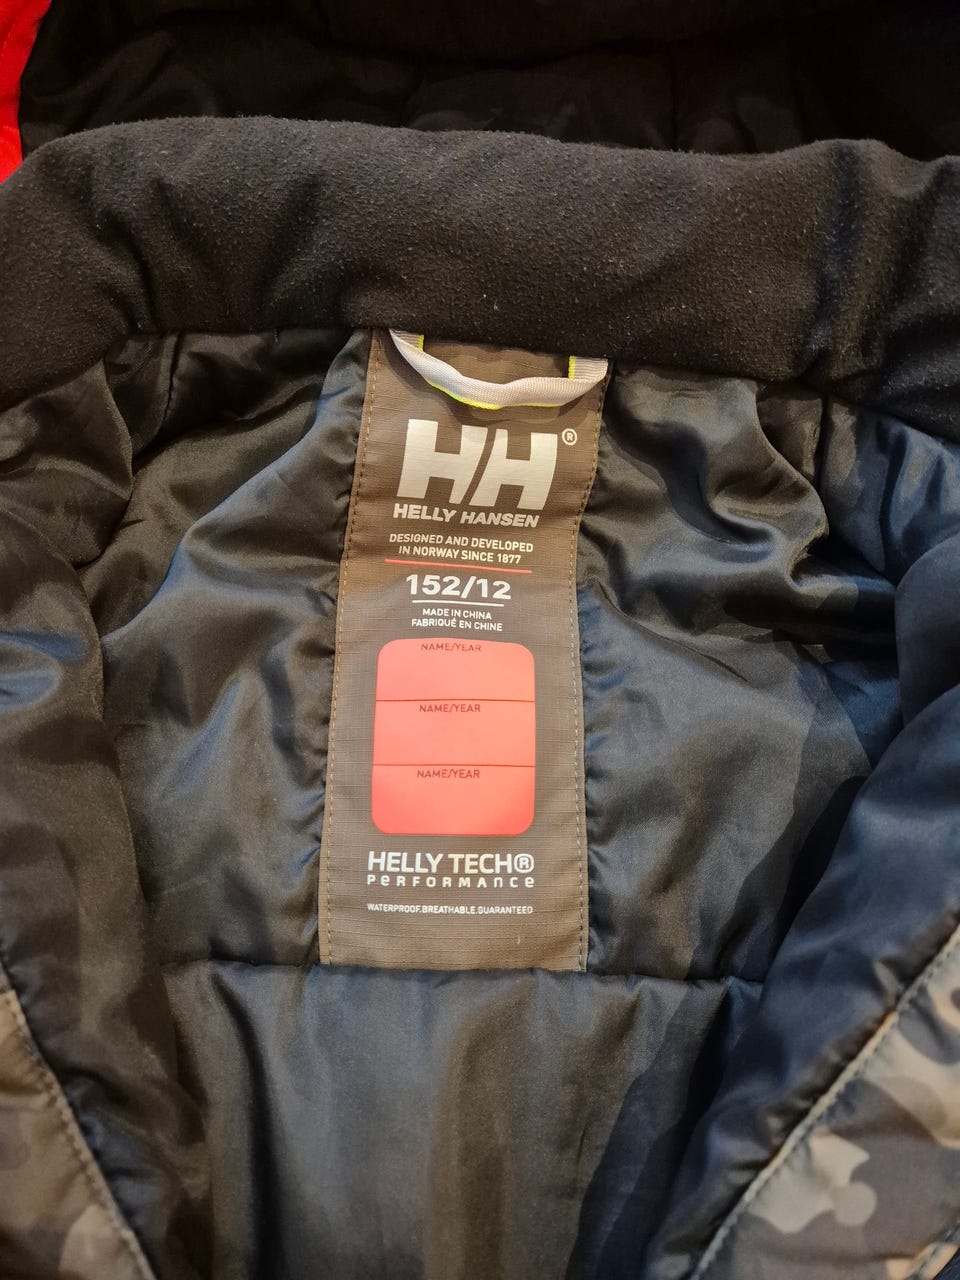 HH®
HELLY HANSEN
DESIGNED AND DEVELOPED
IN NORWAY SINCE 1877
152/12
MADE IN CHINA
FABRIQUÉ EN CHINE
NAME/YEAR
NAME/YEAR
NAME/YEAR
HELLY TECH®
PERFORMANCE
WATERPROOF.BREATHABLE.GUARANTEED